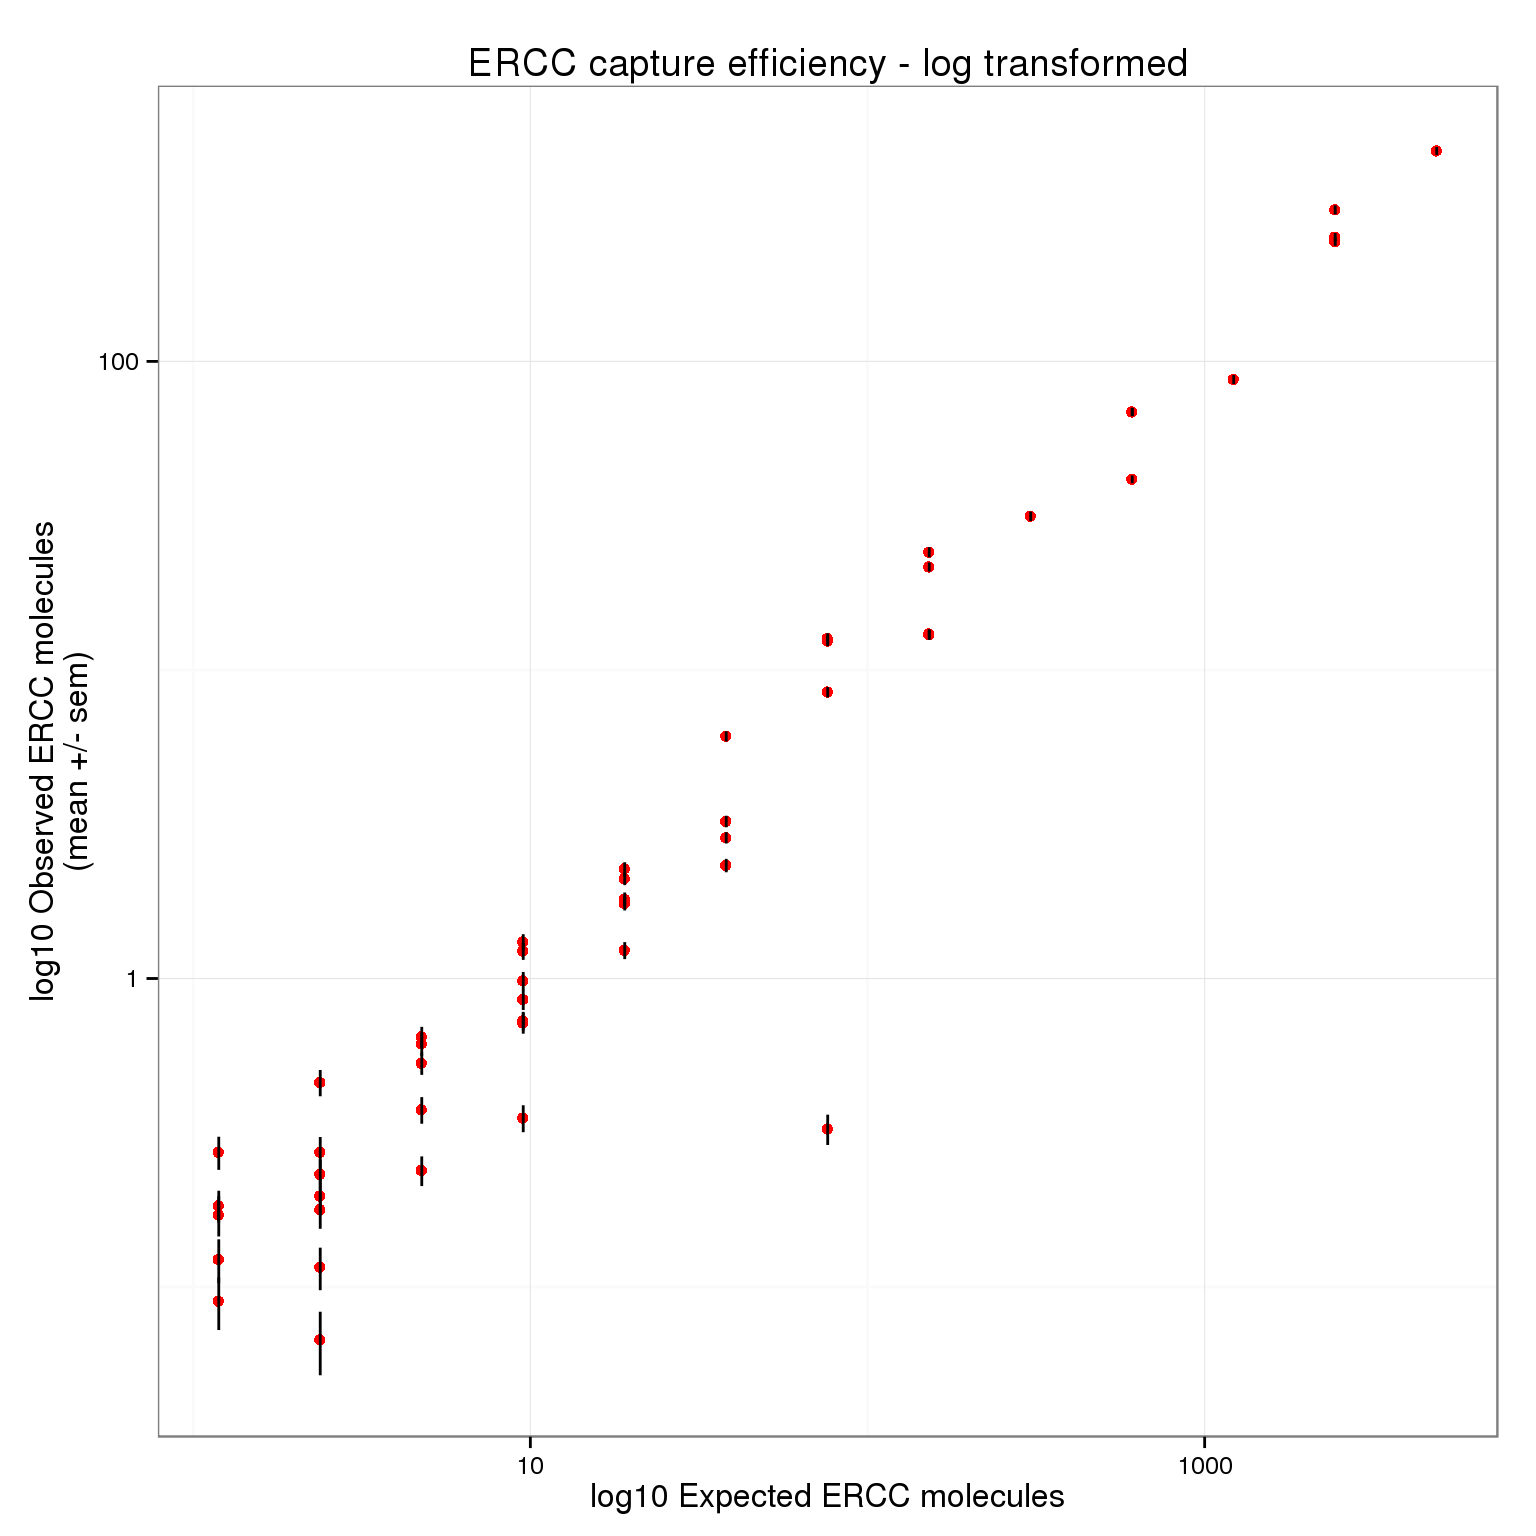 ERCC capture efficiency - log transformed
log10 Observed ERCC molecules
(mean +/- sem)
100
1
10
1000
log10 Expected ERCC molecules